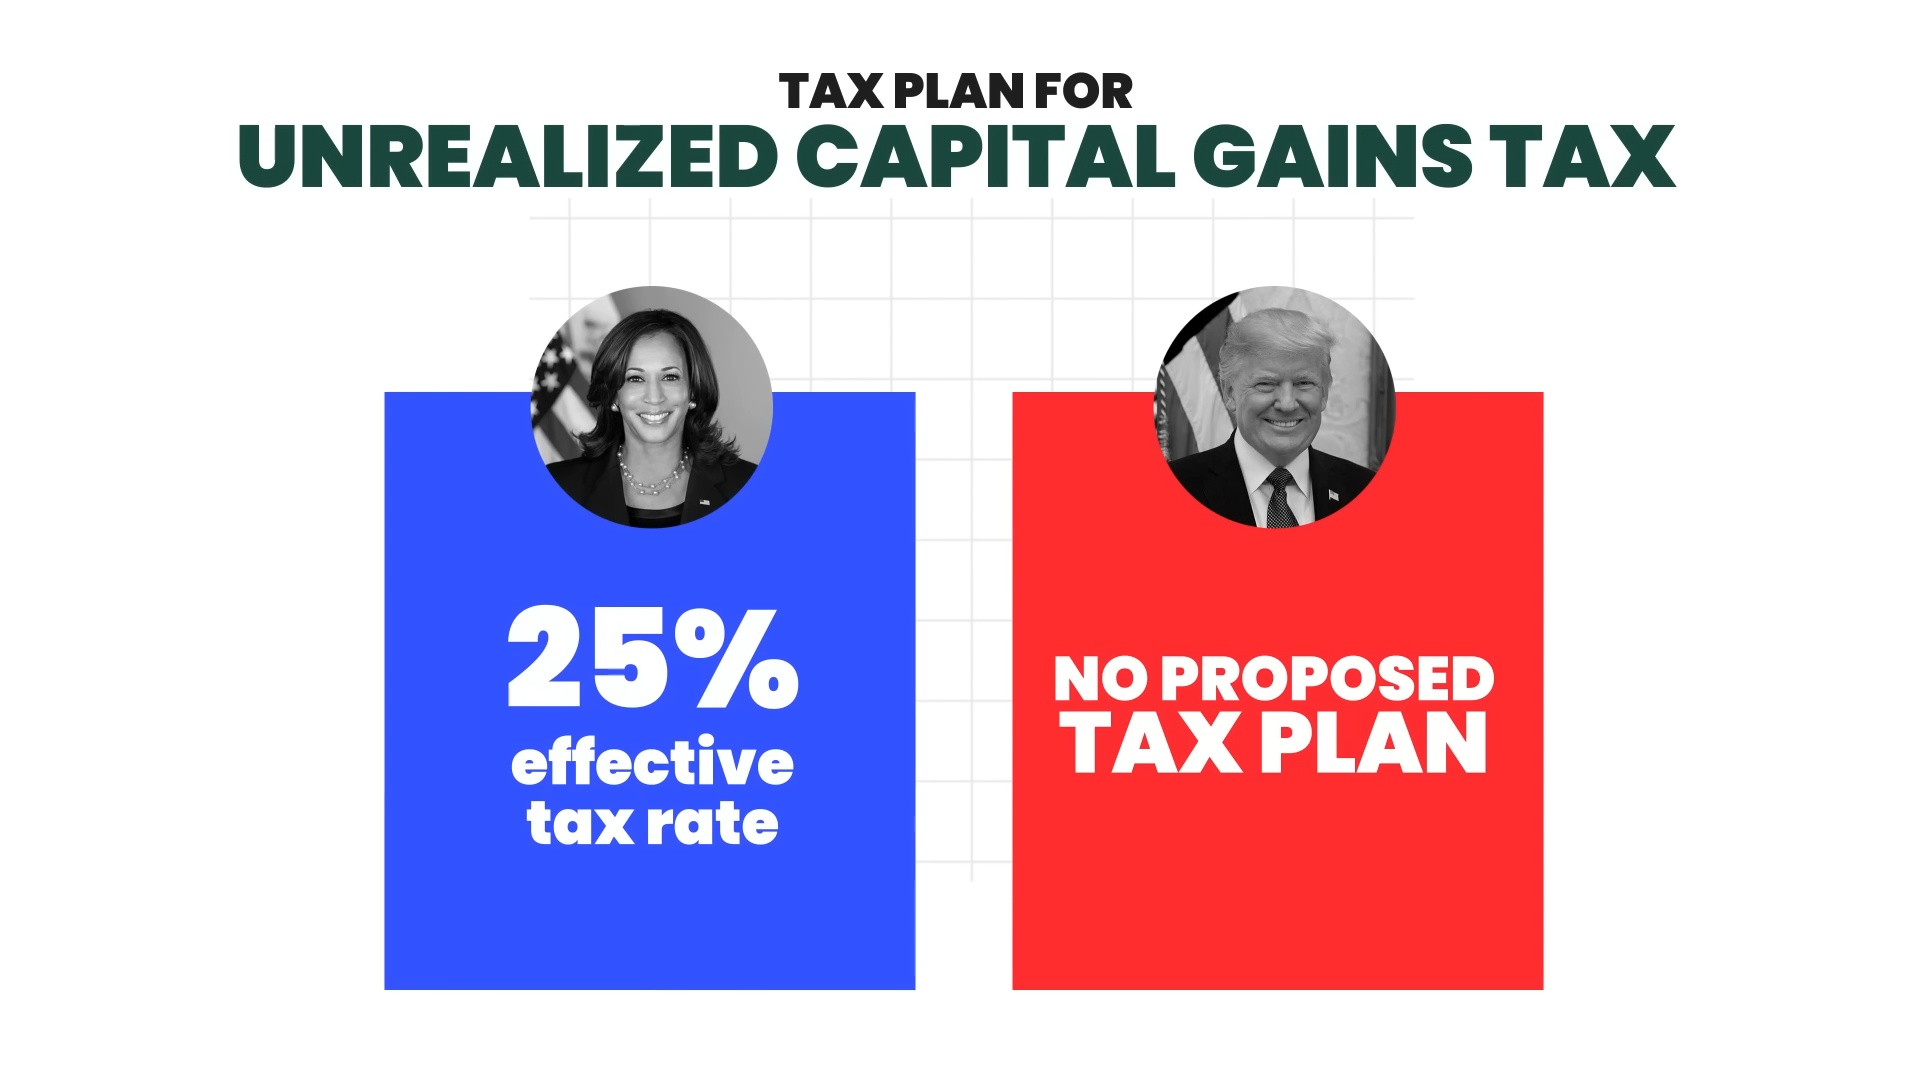 TAX PLAN FOR
UNREALIZED CAPITAL GAINS TAX
25%
effective
tax rate
NO PROPOSED
TAX PLAN